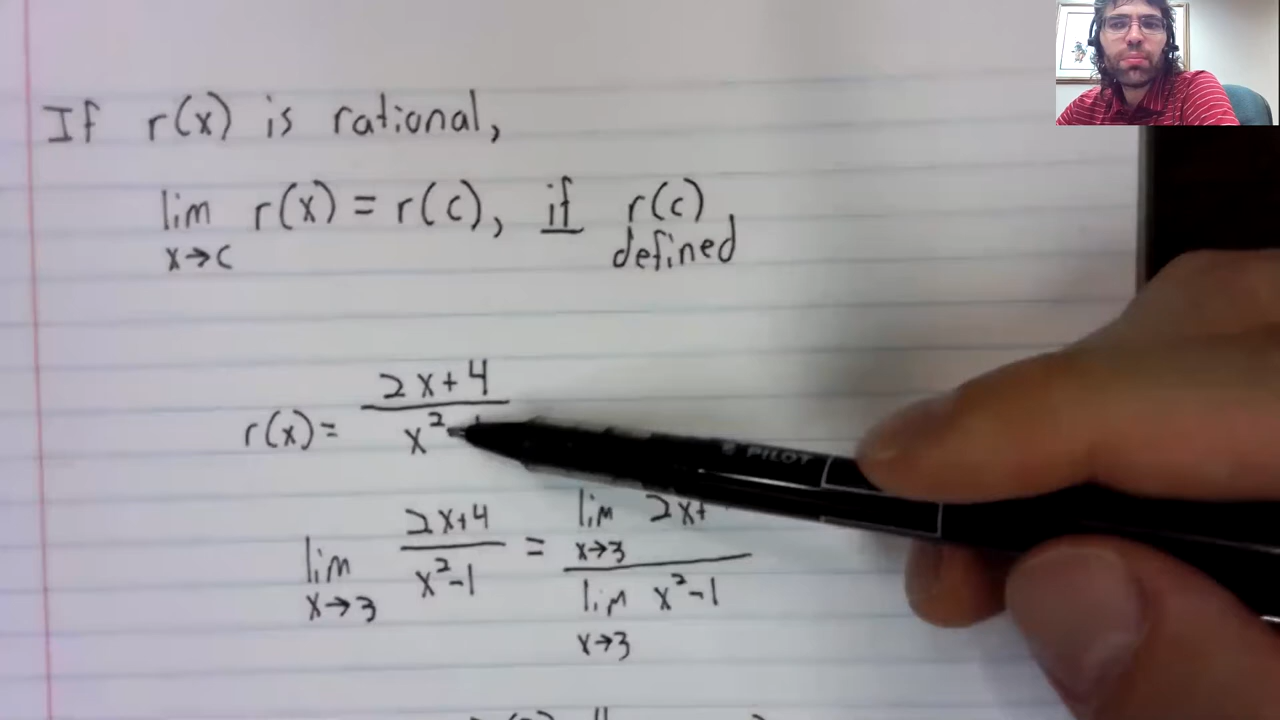 If r(x) is rational,
lim r(x) = r(c), if r(c)
x→c defined
2x+4
r(x)= x²-
PILOT
2x+4 = lim 2x+
lim x→3
x→3 x²-1 lim x²-1
x→3